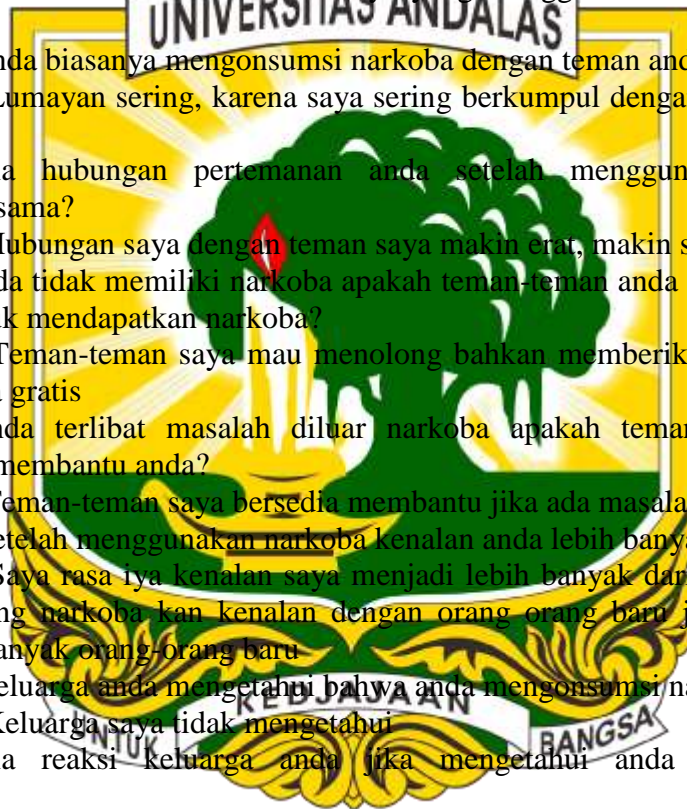 UNIVERSITAS ANDALAS
nda biasanya mengonsumsi narkoba dengan teman and
Lumayan sering, karena saya sering berkumpul denga
a hubungan pertemanan anda setelah menggun
sama?
Hubungan saya dengan teman saya makin erat, makin s
da tidak memiliki narkoba apakah teman-teman anda
uk mendapatkan narkoba?
Teman-teman saya mau menolong bahkan memberik
a gratis
nda terlibat masalah diluar narkoba apakah teman
membantu anda?
Teman-teman saya bersedia membantu jika ada masala
etelah menggunakan narkoba kenalan anda lebih banya
Saya rasa iya kenalan saya menjadi lebih banyak dar
ng narkoba kan kenalan dengan orang orang baru j
anyak orang-orang baru
eluarga anda mengetahui bahwa anda mengonsumsi na
Keluarga saya tidak mengetahui
a reaksi keluarga anda jika mengetahui anda
UNTUK KEDJAJAAN BANGSA